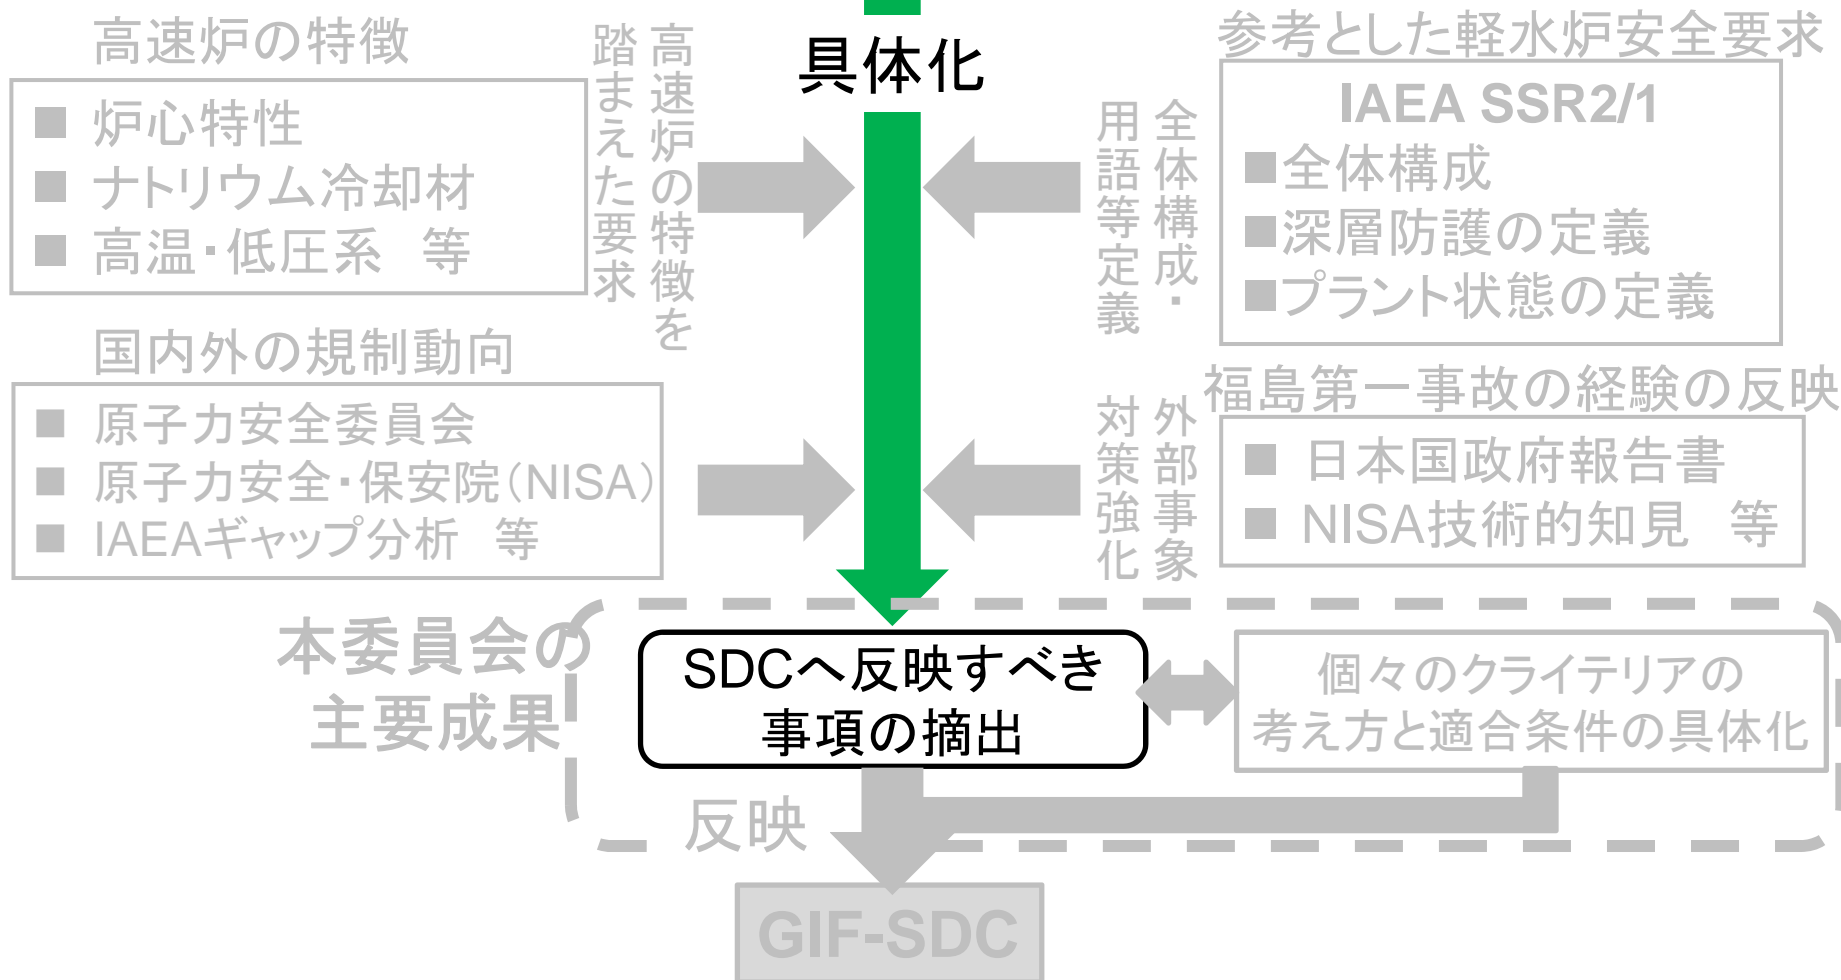 具体化
高速炉の特徴
■ 炉心特性
■ ナトリウム冷却材
■ 高温・低圧系　等
高速炉の特徴を
踏まえた要求
参考とした軽水炉安全要求
IAEA SSR2/1
■全体構成
■深層防護の定義
■プラント状態の定義
全体構成・
用語等定義
国内外の規制動向
■ 原子力安全委員会
■ 原子力安全・保安院（NISA）
■ IAEAギャップ分析　等
福島第一事故の経験の反映
■ 日本国政府報告書
■ NISA技術的知見　等
外部事象
対策強化
本委員会の
主要成果
SDCへ反映すべき
事項の摘出
個々のクライテリアの
考え方と適合条件の具体化
反映
GIF-SDC